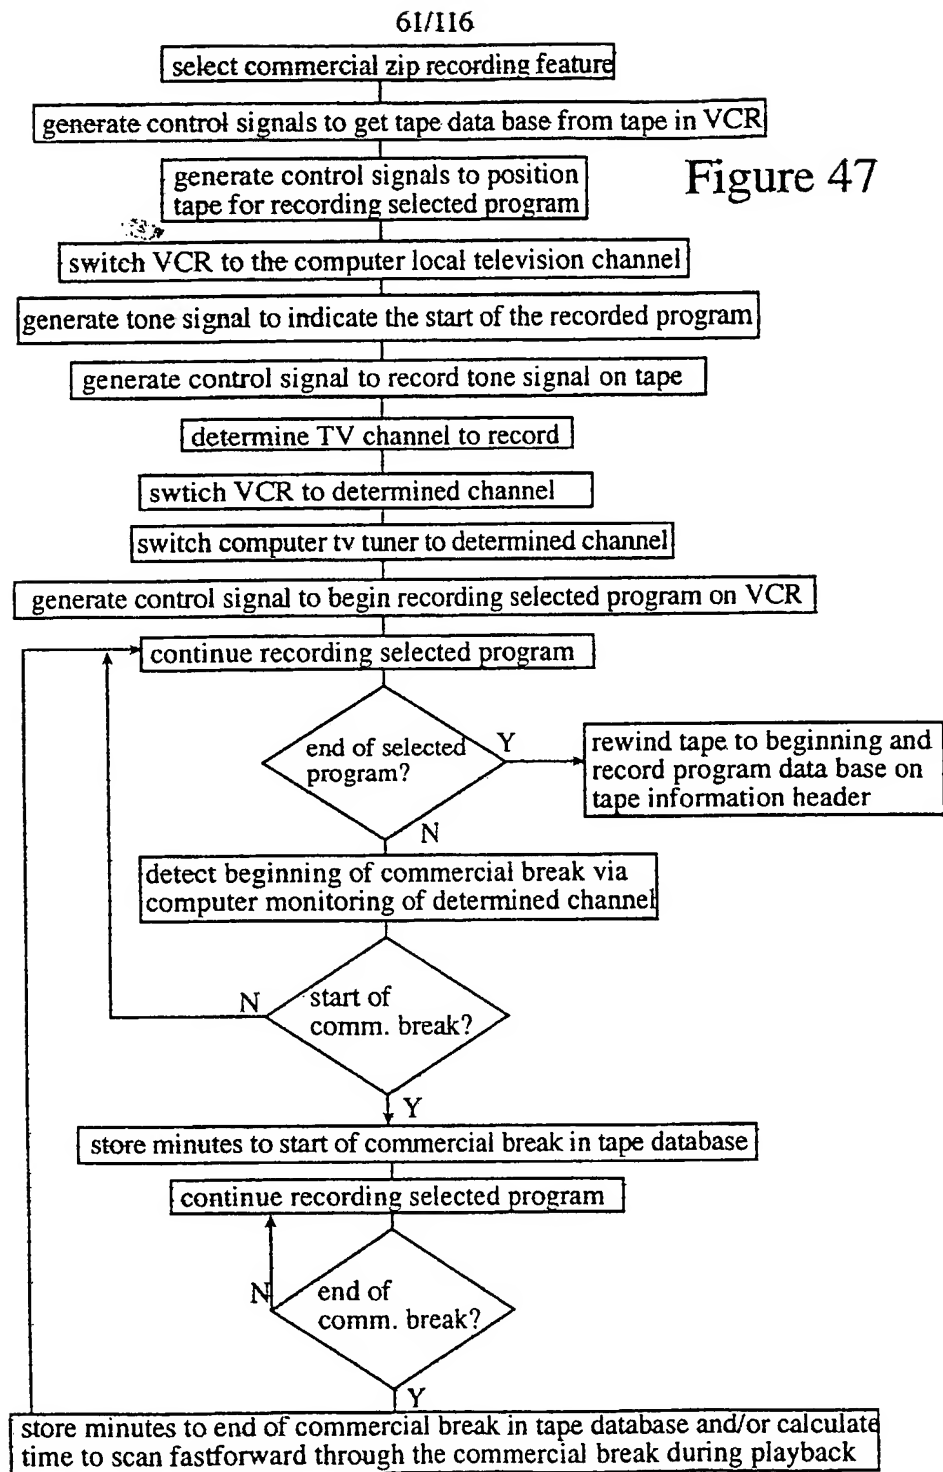 61/116
select commercial zip recording feature
generate control signals to get tape data base from tape in VCR
Figure 47
generate control signals to position
tape for recording selected program
switch VCR to the computer local television channel
generate tone signal to indicate the start of the recorded program
generate control signal to record tone signal on tape
determine TV channel to record
swtich VCR to determined channel
switch computer tv tuner to determined channel
generate control signal to begin recording selected program on VCR
continue recording selected program
end of selected
program?
Y
rewind tape to beginning and
record program data base on
tape information header
N
detect beginning of commercial break via
computer monitoring of determined channel
N
start of
comm. break?
Y
store minutes to start of commercial break in tape database
continue recording selected program
N
end of
comm. break?
Y
store minutes to end of commercial break in tape database and/or calculate
time to scan fastforward through the commercial break during playback